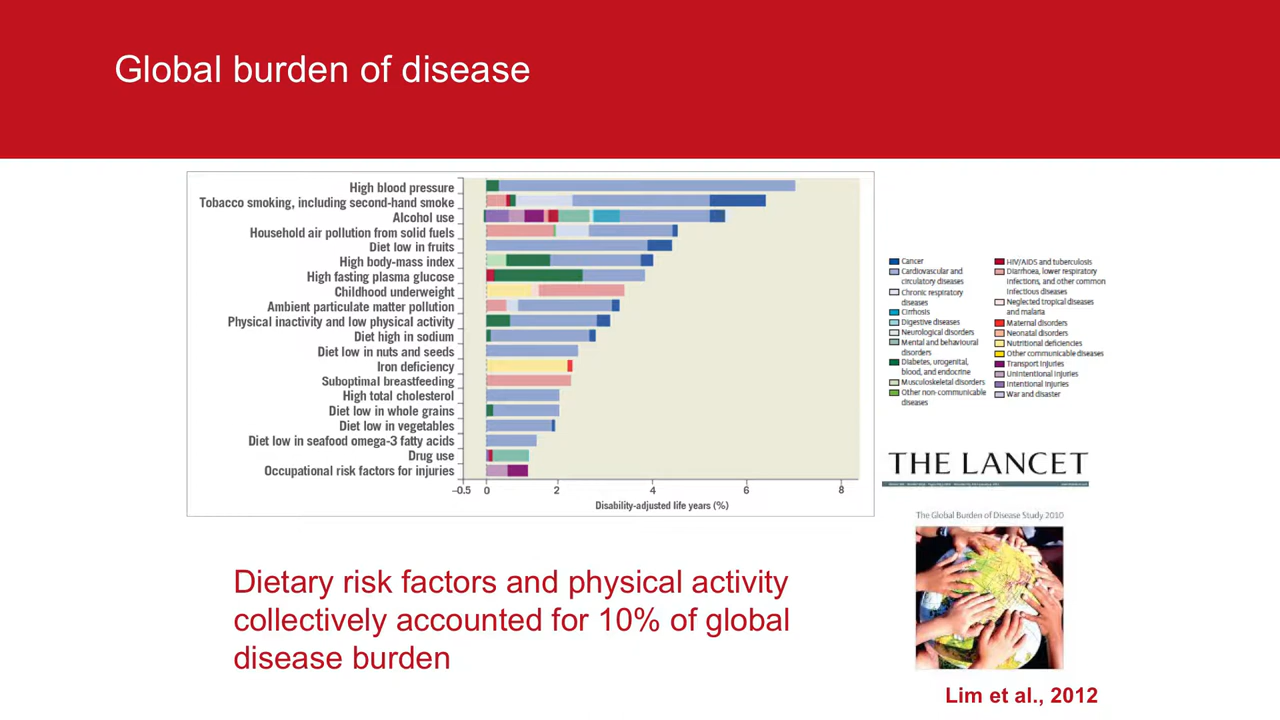 Global burden of disease
High blood pressure
Tobacco smoking, including second-hand smoke
Alcohol use
Household air pollution from solid fuels
Diet low in fruits
High body-mass index
High fasting plasma glucose
Childhood underweight
Ambient particulate matter pollution
Physical inactivity and low physical activity
Diet high in sodium
Diet low in nuts and seeds
Iron deficiency
Suboptimal breastfeeding
High total cholesterol
Diet low in whole grains
Diet low in vegetables
Diet low in seafood omega-3 fatty acids
Drug use
Occupational risk factors for injuries
–0.5 0 2 4 6 8
Disability-adjusted life years (%)
Cancer
Cardiovascular and
circulatory diseases
Chronic respiratory
diseases
Cirrhosis
Digestive diseases
Neurological disorders
Mental and behavioural
disorders
Diabetes, urogenital,
blood, and endocrine
Musculoskeletal disorders
Other non-communicable
diseases
HIV/AIDS and tuberculosis
Diarrhoea, lower respiratory
infections, and other common
infectious diseases
Neglected tropical diseases
and malaria
Maternal disorders
Neonatal disorders
Nutritional deficiencies
Other communicable diseases
Transport injuries
Unintentional injuries
Intentional injuries
War and disaster
THE LANCET
The Global Burden of Disease Study 2010
Dietary risk factors and physical activity
collectively accounted for 10% of global
disease burden
Lim et al., 2012